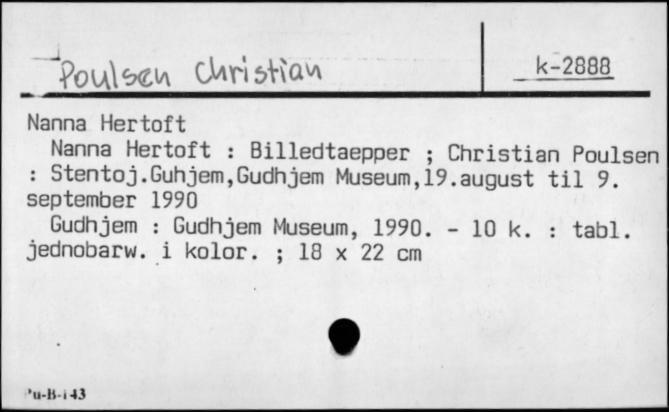 Poulsen Christian
k-2888
Nanna Hertoft
Nanna Hertoft : Billedtaepper ; Christian Poulsen
: Stentoj.Guhjem,Gudhjem Museum,19.august til 9.
september 1990
Gudhjem : Gudhjem Museum, 1990. - 10 k. : tabl.
jednobarw. i kolor. ; 18 x 22 cm
Pu-B-143